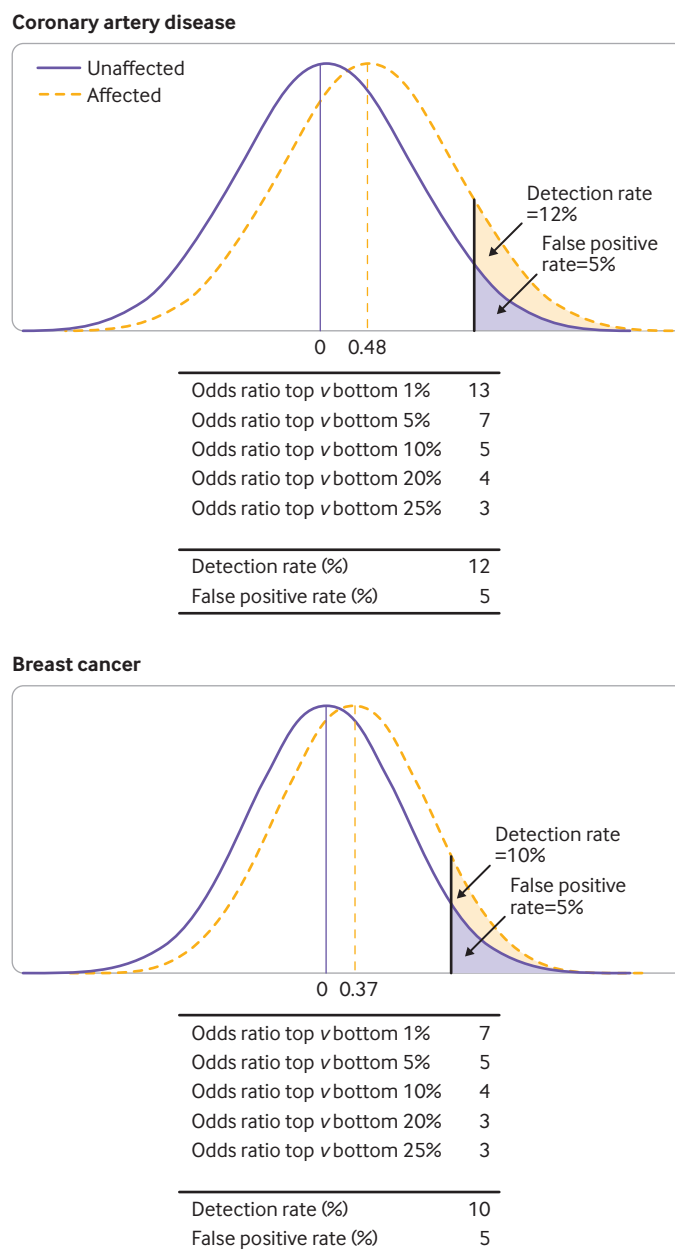 Coronary artery disease
Unaffected
Affected
Detection rate
=12%
False positive
rate=5%
0 0.48
Odds ratio top v bottom 1% 13
Odds ratio top v bottom 5% 7
Odds ratio top v bottom 10% 5
Odds ratio top v bottom 20% 4
Odds ratio top v bottom 25% 3
Detection rate (%) 12
False positive rate (%) 5
Breast cancer
Detection rate
=10%
False positive
rate=5%
0 0.37
Odds ratio top v bottom 1% 7
Odds ratio top v bottom 5% 5
Odds ratio top v bottom 10% 4
Odds ratio top v bottom 20% 3
Odds ratio top v bottom 25% 3
Detection rate (%) 10
False positive rate (%) 5